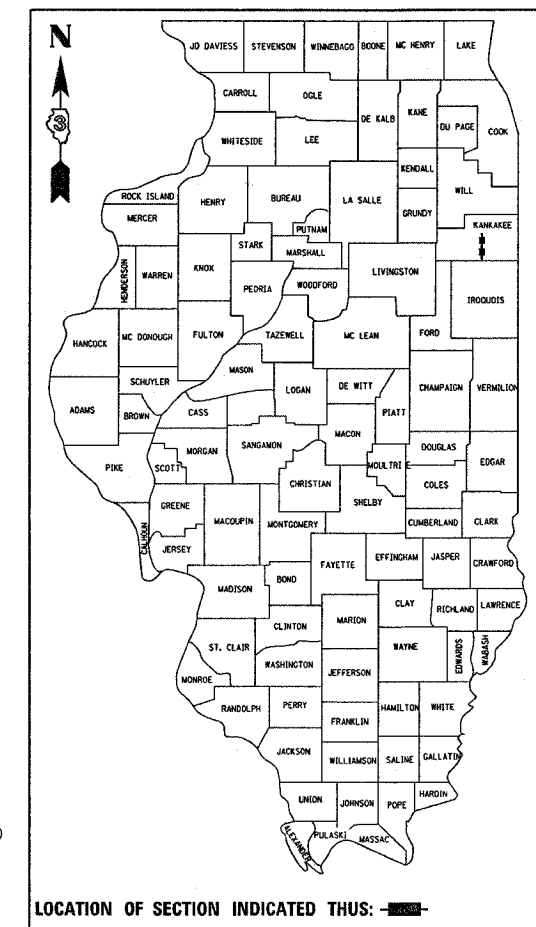 N
3
JO DAVIESS STEVENSON WINNEBAGO BOONE MC HENRY LAKE
CARROLL OGLE DE KALB KANE DU PAGE COOK
WHITESIDE LEE KENDALL WILL
ROCK ISLAND HENRY BUREAU LA SALLE GRUNDY
MERCER PUTNAM KANKAKEE
STARK MARSHALL
HENDERSON WARREN KNOX PEORIA WOODFORD LIVINGSTON IROQUOIS
HANCOCK MC DONOUGH FULTON TAZEWELL MC LEAN FORD
MASON
SCHUYLER LOGAN DE WITT CHAMPAIGN VERMILION
ADAMS BROWN CASS PIATT
MACON
MORGAN SANGAMON DOUGLAS
PIKE SCOTT MOULTRIE EDGAR
CHRISTIAN COLES
GREENE SHELBY
CALHOUN MACOUPIN MONTGOMERY CUMBERLAND CLARK
JERSEY FAYETTE EFFINGHAM JASPER CRAWFORD
MADISON BOND
CLAY RICHLAND LAWRENCE
CLINTON MARION
ST. CLAIR WAYNE EDWARDS WABASH
WASHINGTON JEFFERSON
MONROE
RANDOLPH PERRY HAMILTON WHITE
FRANKLIN
JACKSON WILLIAMSON SALINE GALLATIN
UNION JOHNSON POPE HARDIN
ALEXANDER PULASKI MASSAC
LOCATION OF SECTION INDICATED THUS: